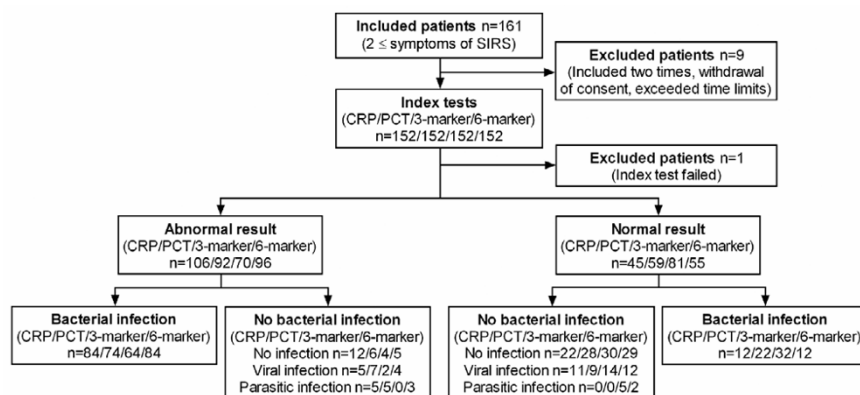 Included patients n=161
(2 ≤ symptoms of SIRS)
Excluded patients n=9
(Included two times, withdrawal
of consent, exceeded time limits)
Index tests
(CRP/PCT/3-marker/6-marker)
n=152/152/152/152
Excluded patients n=1
(Index test failed)
Abnormal result
(CRP/PCT/3-marker/6-marker)
n=106/92/70/96
Normal result
(CRP/PCT/3-marker/6-marker)
n=45/59/81/55
Bacterial infection
(CRP/PCT/3-marker/6-marker)
n=84/74/64/84
No bacterial infection
(CRP/PCT/3-marker/6-marker)
No infection n=12/6/4/5
Viral infection n=5/7/2/4
Parasitic infection n=5/5/0/3
No bacterial infection
(CRP/PCT/3-marker/6-marker)
No infection n=22/28/30/29
Viral infection n=11/9/14/12
Parasitic infection n=0/0/5/2
Bacterial infection
(CRP/PCT/3-marker/6-marker)
n=12/22/32/12